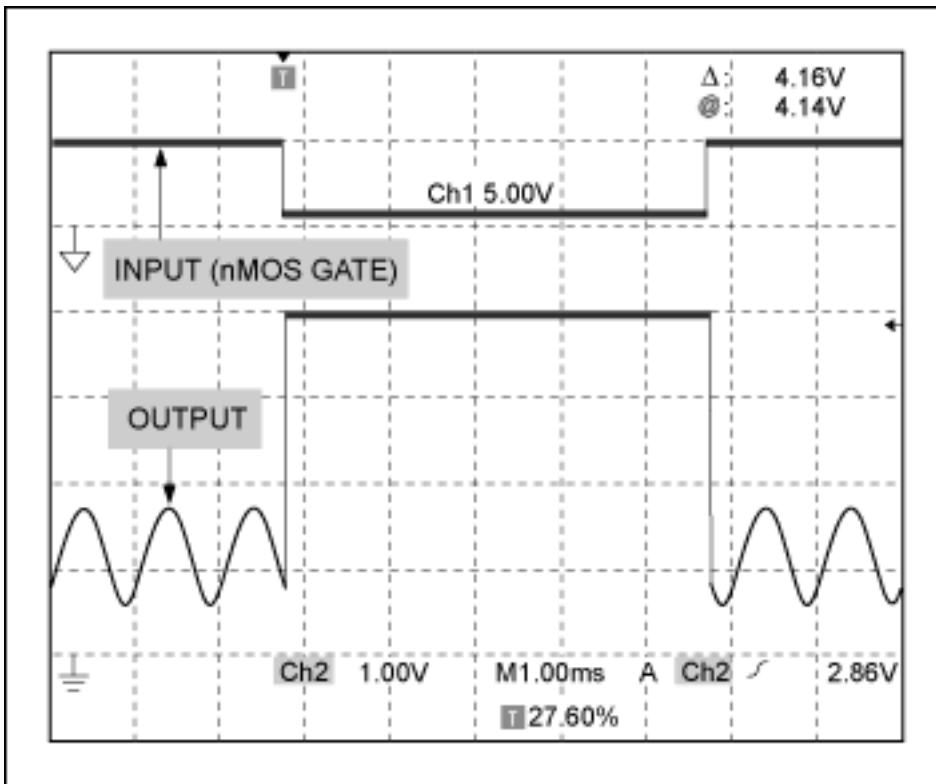 T
Δ: 4.16V
@: 4.14V
Ch1 5.00V
INPUT (nMOS GATE)
OUTPUT
Ch2 1.00V M1.00ms A Ch2 2.86V
T 27.60%